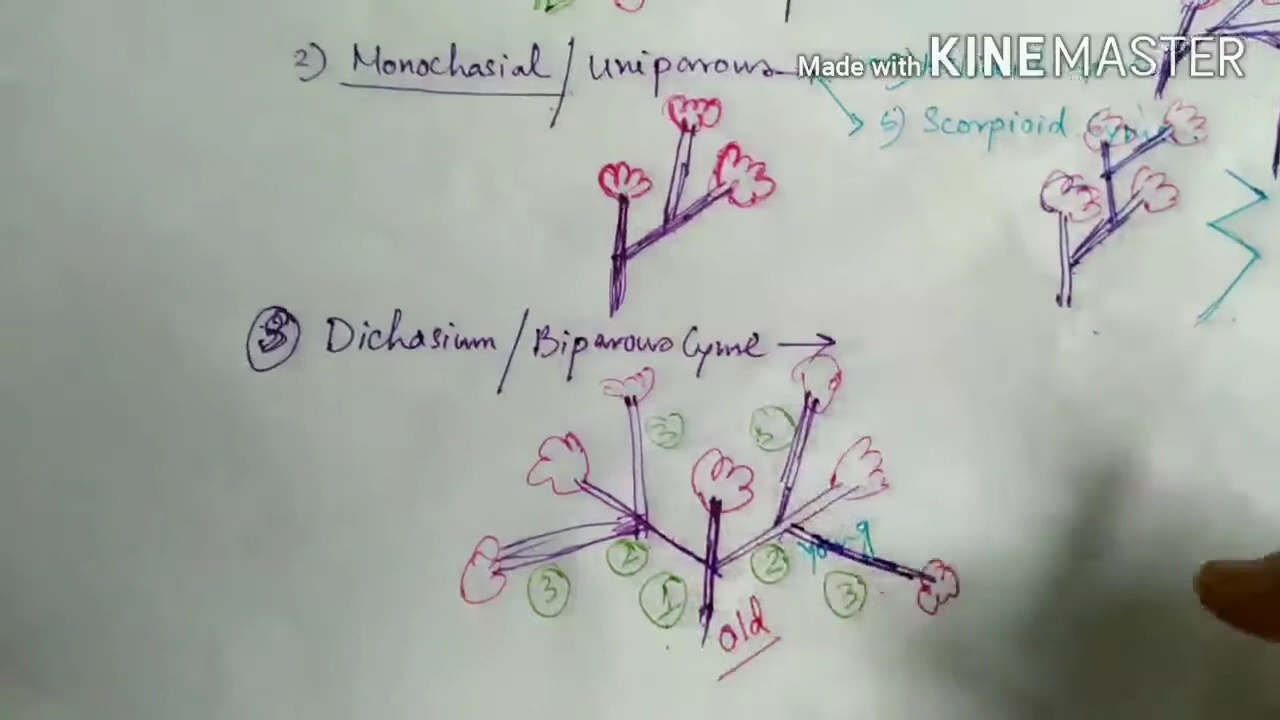 2) Monochasial / uniparous
Made with KINEMASTER
5) Scorpioid
3 Dichasium / Biparous Cyme →
3
3
2
2
young
3
1
3
old